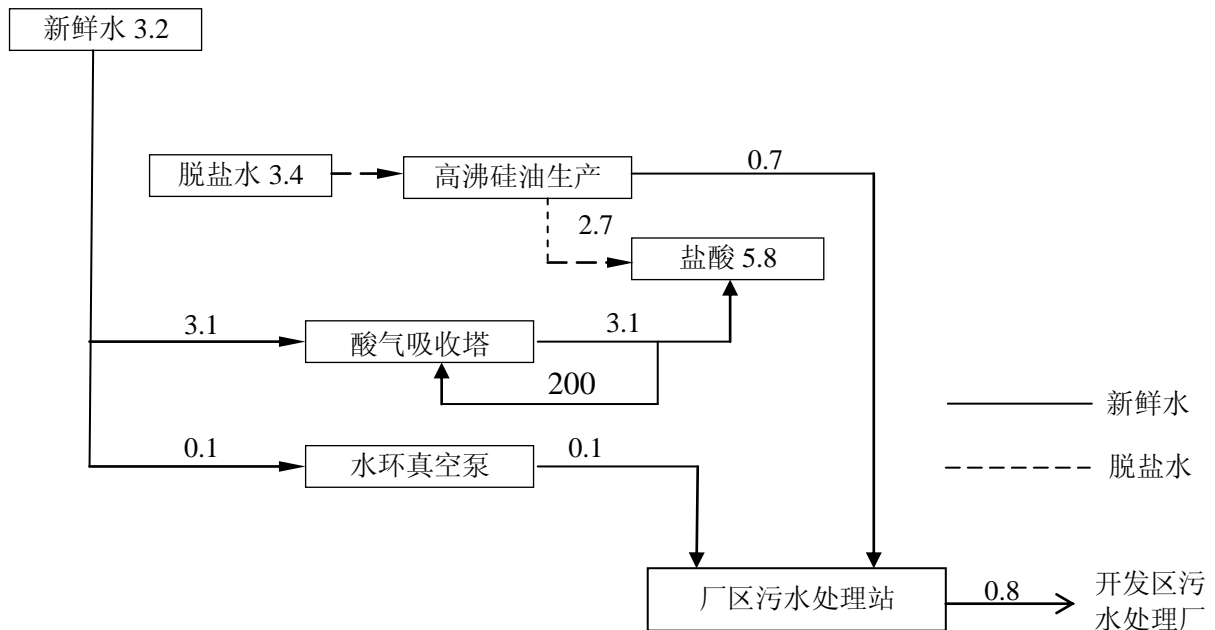 新鲜水 3.2
脱盐水 3.4
高沸硅油生产
0.7
2.7
盐酸 5.8
3.1
酸气吸收塔
3.1
200
新鲜水
0.1
水环真空泵
0.1
脱盐水
厂区污水处理站
0.8
开发区污
水处理厂